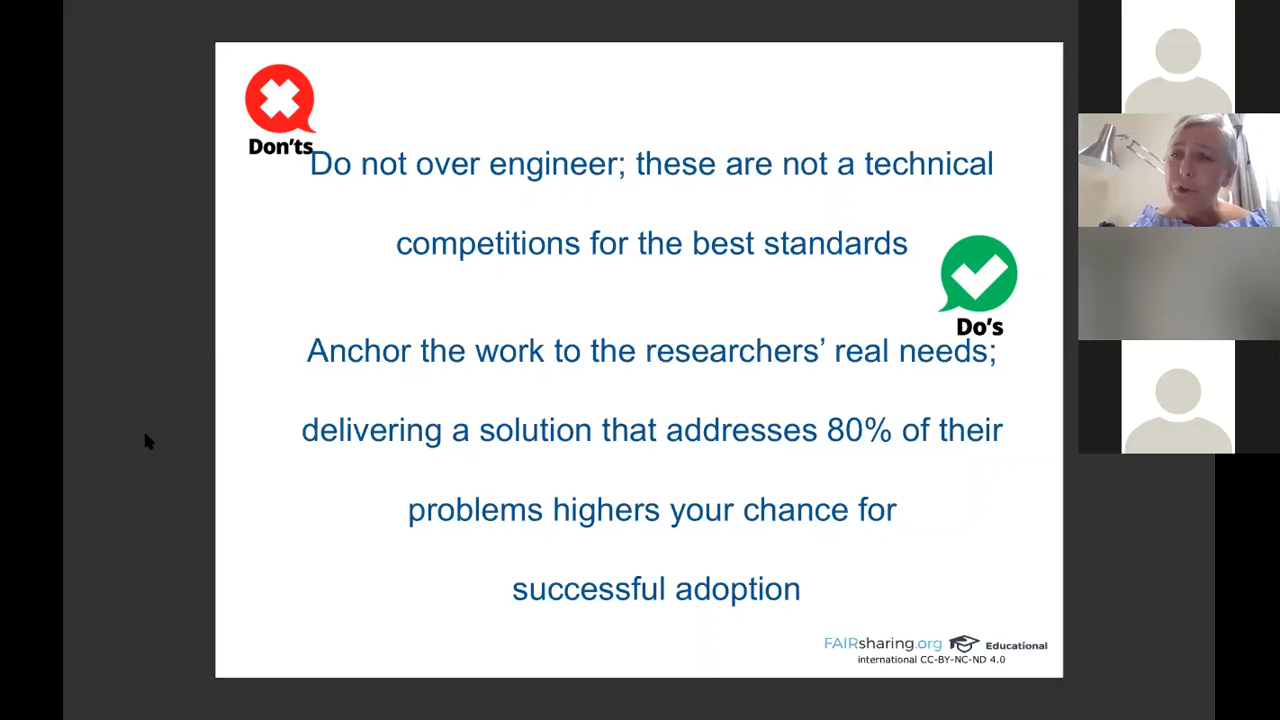 Don'ts
Do not over engineer; these are not a technical
competitions for the best standards
Do's
Anchor the work to the researchers’ real needs;
delivering a solution that addresses 80% of their
problems highers your chance for
successful adoption
FAIRsharing.org Educational
international CC-BY-NC-ND 4.0